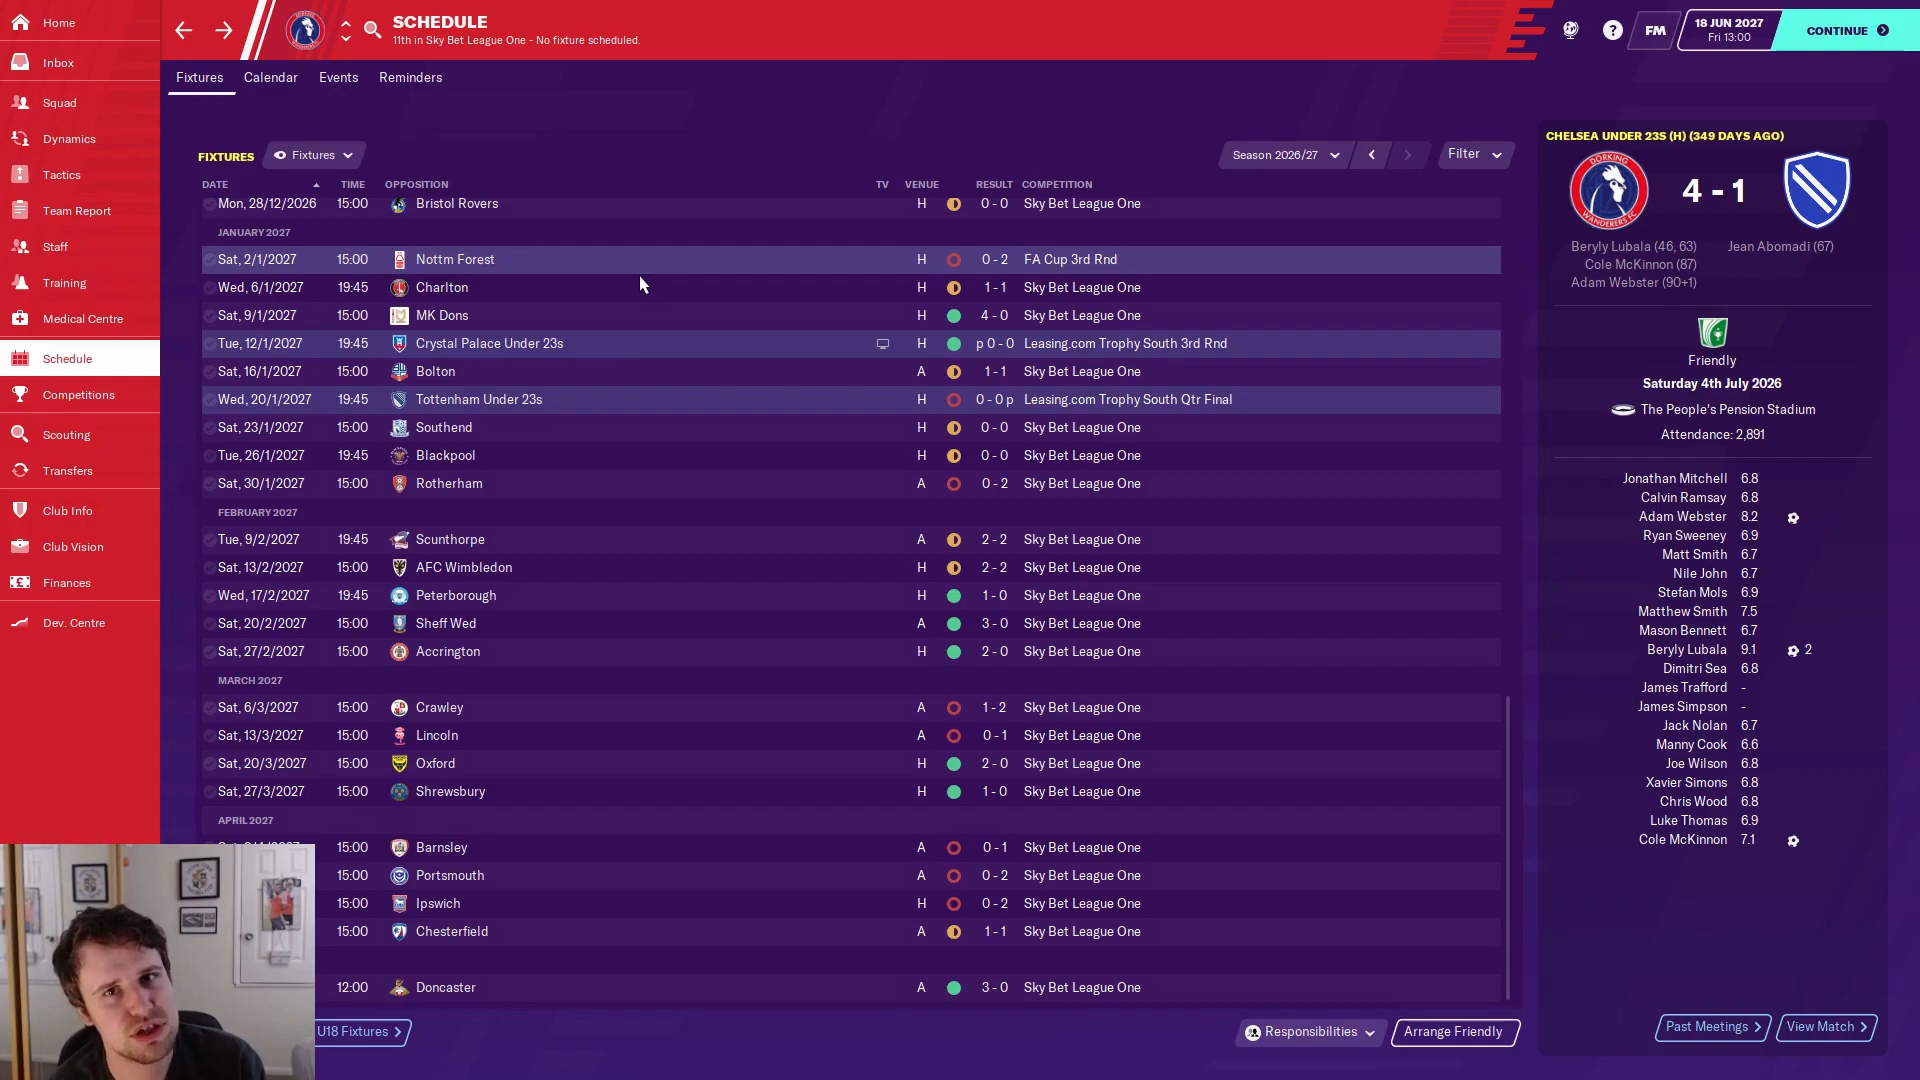 Home
Inbox
Squad
Dynamics
Tactics
Team Report
Staff
Training
Medical Centre
Schedule
Competitions
Scouting
Transfers
Club Info
Club Vision
Finances
Dev. Centre
SCHEDULE
11th in Sky Bet League One - No fixture scheduled.
FM
18 JUN 2027
Fri 13:00
CONTINUE
Fixtures Calendar Events Reminders
FIXTURES Fixtures
Season 2026/27
Filter
DATE TIME OPPOSITION TV VENUE RESULT COMPETITION
Mon, 28/12/2026 15:00 Bristol Rovers H 0 - 0 Sky Bet League One
JANUARY 2027
Sat, 2/1/2027 15:00 Nottm Forest H 0 - 2 FA Cup 3rd Rnd
Wed, 6/1/2027 19:45 Charlton H 1 - 1 Sky Bet League One
Sat, 9/1/2027 15:00 MK Dons H 4 - 0 Sky Bet League One
Tue, 12/1/2027 19:45 Crystal Palace Under 23s H p 0 - 0 Leasing.com Trophy South 3rd Rnd
Sat, 16/1/2027 15:00 Bolton A 1 - 1 Sky Bet League One
Wed, 20/1/2027 19:45 Tottenham Under 23s H 0 - 0 p Leasing.com Trophy South Qtr Final
Sat, 23/1/2027 15:00 Southend H 0 - 0 Sky Bet League One
Tue, 26/1/2027 19:45 Blackpool H 0 - 0 Sky Bet League One
Sat, 30/1/2027 15:00 Rotherham A 0 - 2 Sky Bet League One
FEBRUARY 2027
Tue, 9/2/2027 19:45 Scunthorpe A 2 - 2 Sky Bet League One
Sat, 13/2/2027 15:00 AFC Wimbledon H 2 - 2 Sky Bet League One
Wed, 17/2/2027 19:45 Peterborough H 1 - 0 Sky Bet League One
Sat, 20/2/2027 15:00 Sheff Wed A 3 - 0 Sky Bet League One
Sat, 27/2/2027 15:00 Accrington H 2 - 0 Sky Bet League One
MARCH 2027
Sat, 6/3/2027 15:00 Crawley A 1 - 2 Sky Bet League One
Sat, 13/3/2027 15:00 Lincoln A 0 - 1 Sky Bet League One
Sat, 20/3/2027 15:00 Oxford H 2 - 0 Sky Bet League One
Sat, 27/3/2027 15:00 Shrewsbury H 1 - 0 Sky Bet League One
APRIL 2027
15:00 Barnsley A 0 - 1 Sky Bet League One
15:00 Portsmouth A 0 - 2 Sky Bet League One
15:00 Ipswich H 0 - 2 Sky Bet League One
15:00 Chesterfield A 1 - 1 Sky Bet League One
12:00 Doncaster A 3 - 0 Sky Bet League One
U18 Fixtures
Responsibilities
Arrange Friendly
CHELSEA UNDER 23S (H) (349 DAYS AGO)
DORKING
WANDERERS FC
4 - 1
Beryly Lubala (46, 63) Jean Abomadi (67)
Cole McKinnon (87)
Adam Webster (90+1)
Friendly
Saturday 4th July 2026
The People's Pension Stadium
Attendance: 2,891
Jonathan Mitchell 6.8
Calvin Ramsay 6.8
Adam Webster 8.2
Ryan Sweeney 6.9
Matt Smith 6.7
Nile John 6.7
Stefan Mols 6.9
Matthew Smith 7.5
Mason Bennett 6.7
Beryly Lubala 9.1 2
Dimitri Sea 6.8
James Trafford -
James Simpson -
Jack Nolan 6.7
Manny Cook 6.6
Joe Wilson 6.8
Xavier Simons 6.8
Chris Wood 6.8
Luke Thomas 6.9
Cole McKinnon 7.1
Past Meetings
View Match